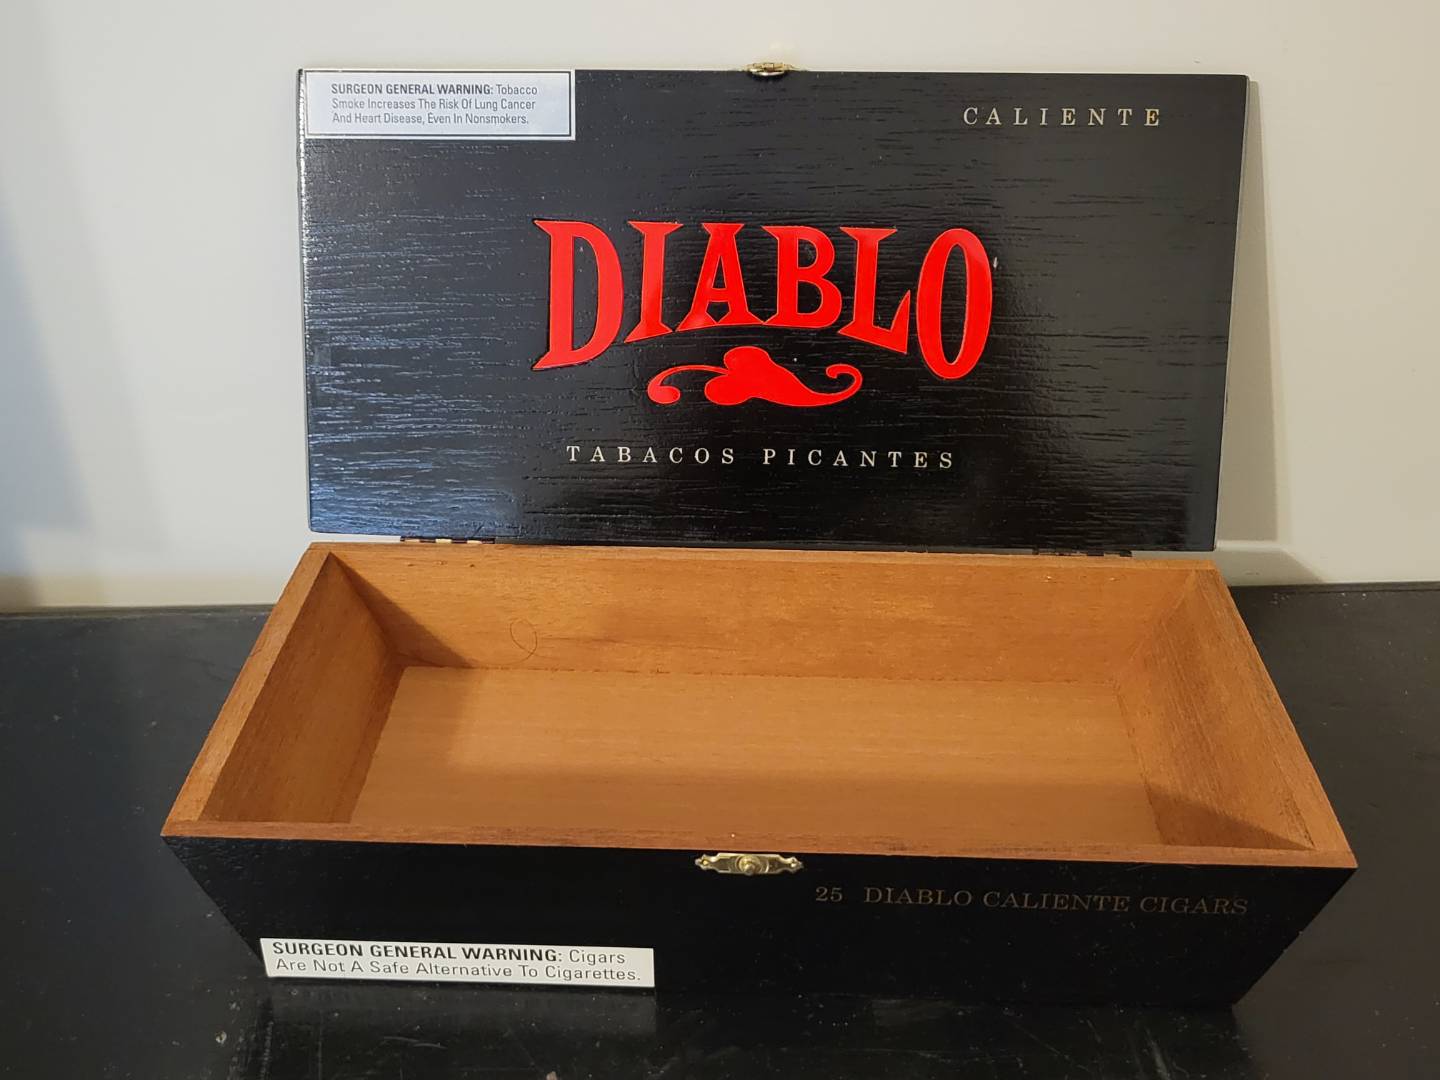 SURGEON GENERAL WARNING: Tobacco
Smoke Increases The Risk Of Lung Cancer
And Heart Disease, Even In Nonsmokers.
CALIENTE
DIABLO
TABACOS PICANTES
25 DIABLO CALIENTE CIGARS
SURGEON GENERAL WARNING: Cigars
Are Not A Safe Alternative To Cigarettes.